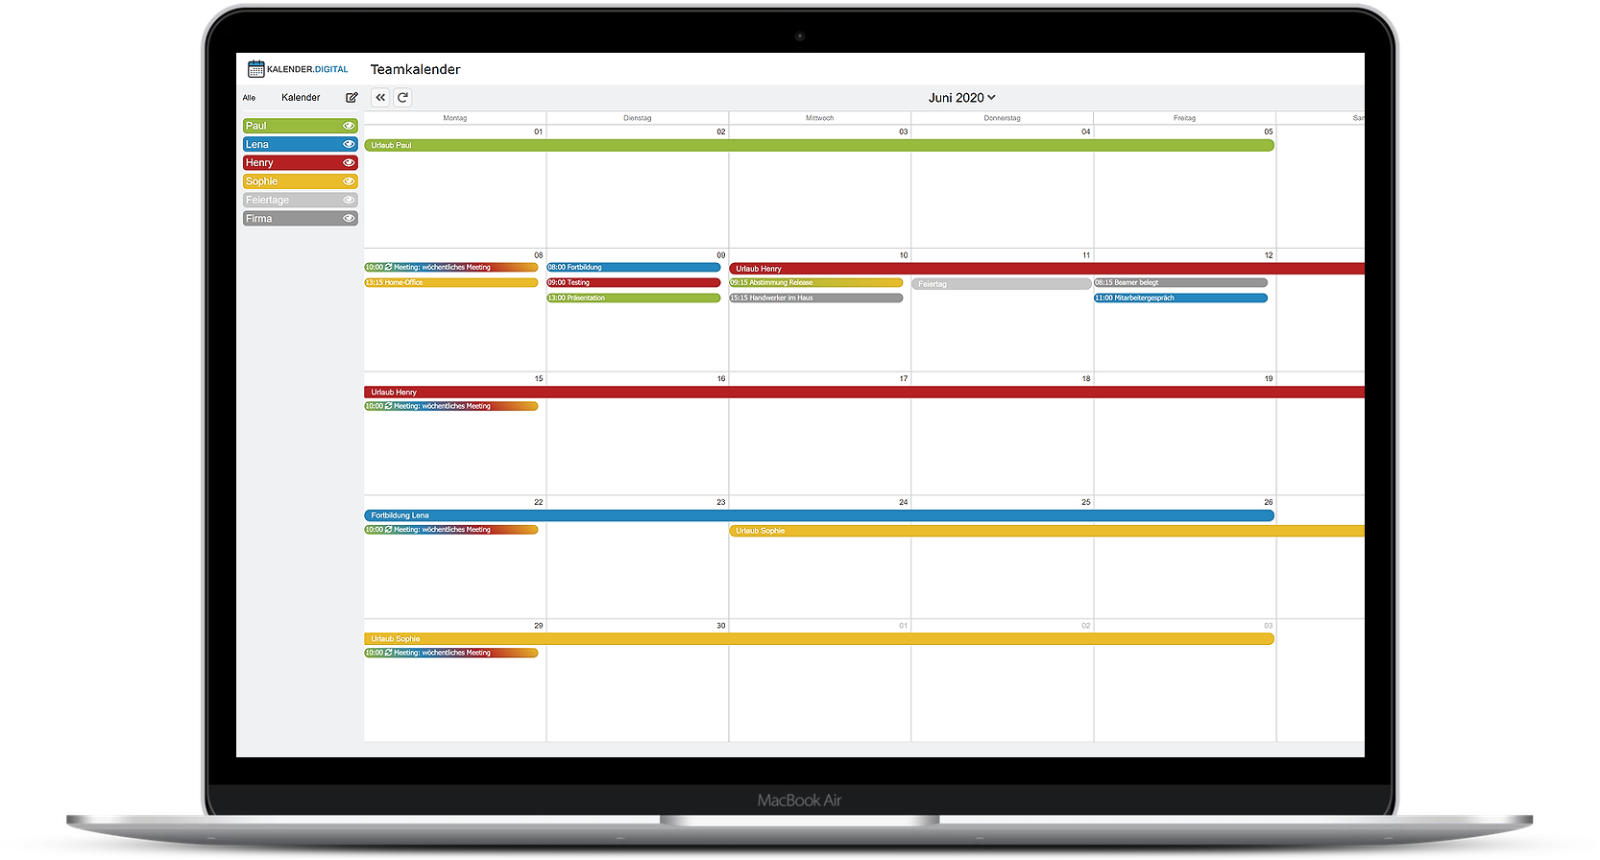 KALENDER.DIGITAL Teamkalender
Alle Kalender Juni 2020
Paul
Lena
Henry
Sophie
Feiertage
Firma
Montag Dienstag Mittwoch Donnerstag Freitag Sam
01 02 03 04 05
Urlaub Paul
08 09 10 11 12
10:00 Meeting: wöchentliches Meeting 08:00 Fortbildung Urlaub Henry
13:15 Home-Office 09:00 Testing 09:15 Abstimmung Release Feiertag 08:15 Beamer belegt
13:00 Präsentation 15:15 Handwerker im Haus 11:00 Mitarbeitergespräch
15 16 17 18 19
Urlaub Henry
10:00 Meeting: wöchentliches Meeting
22 23 24 25 26
Fortbildung Lena
10:00 Meeting: wöchentliches Meeting Urlaub Sophie
29 30 01 02 03
Urlaub Sophie
10:00 Meeting: wöchentliches Meeting
MacBook Air